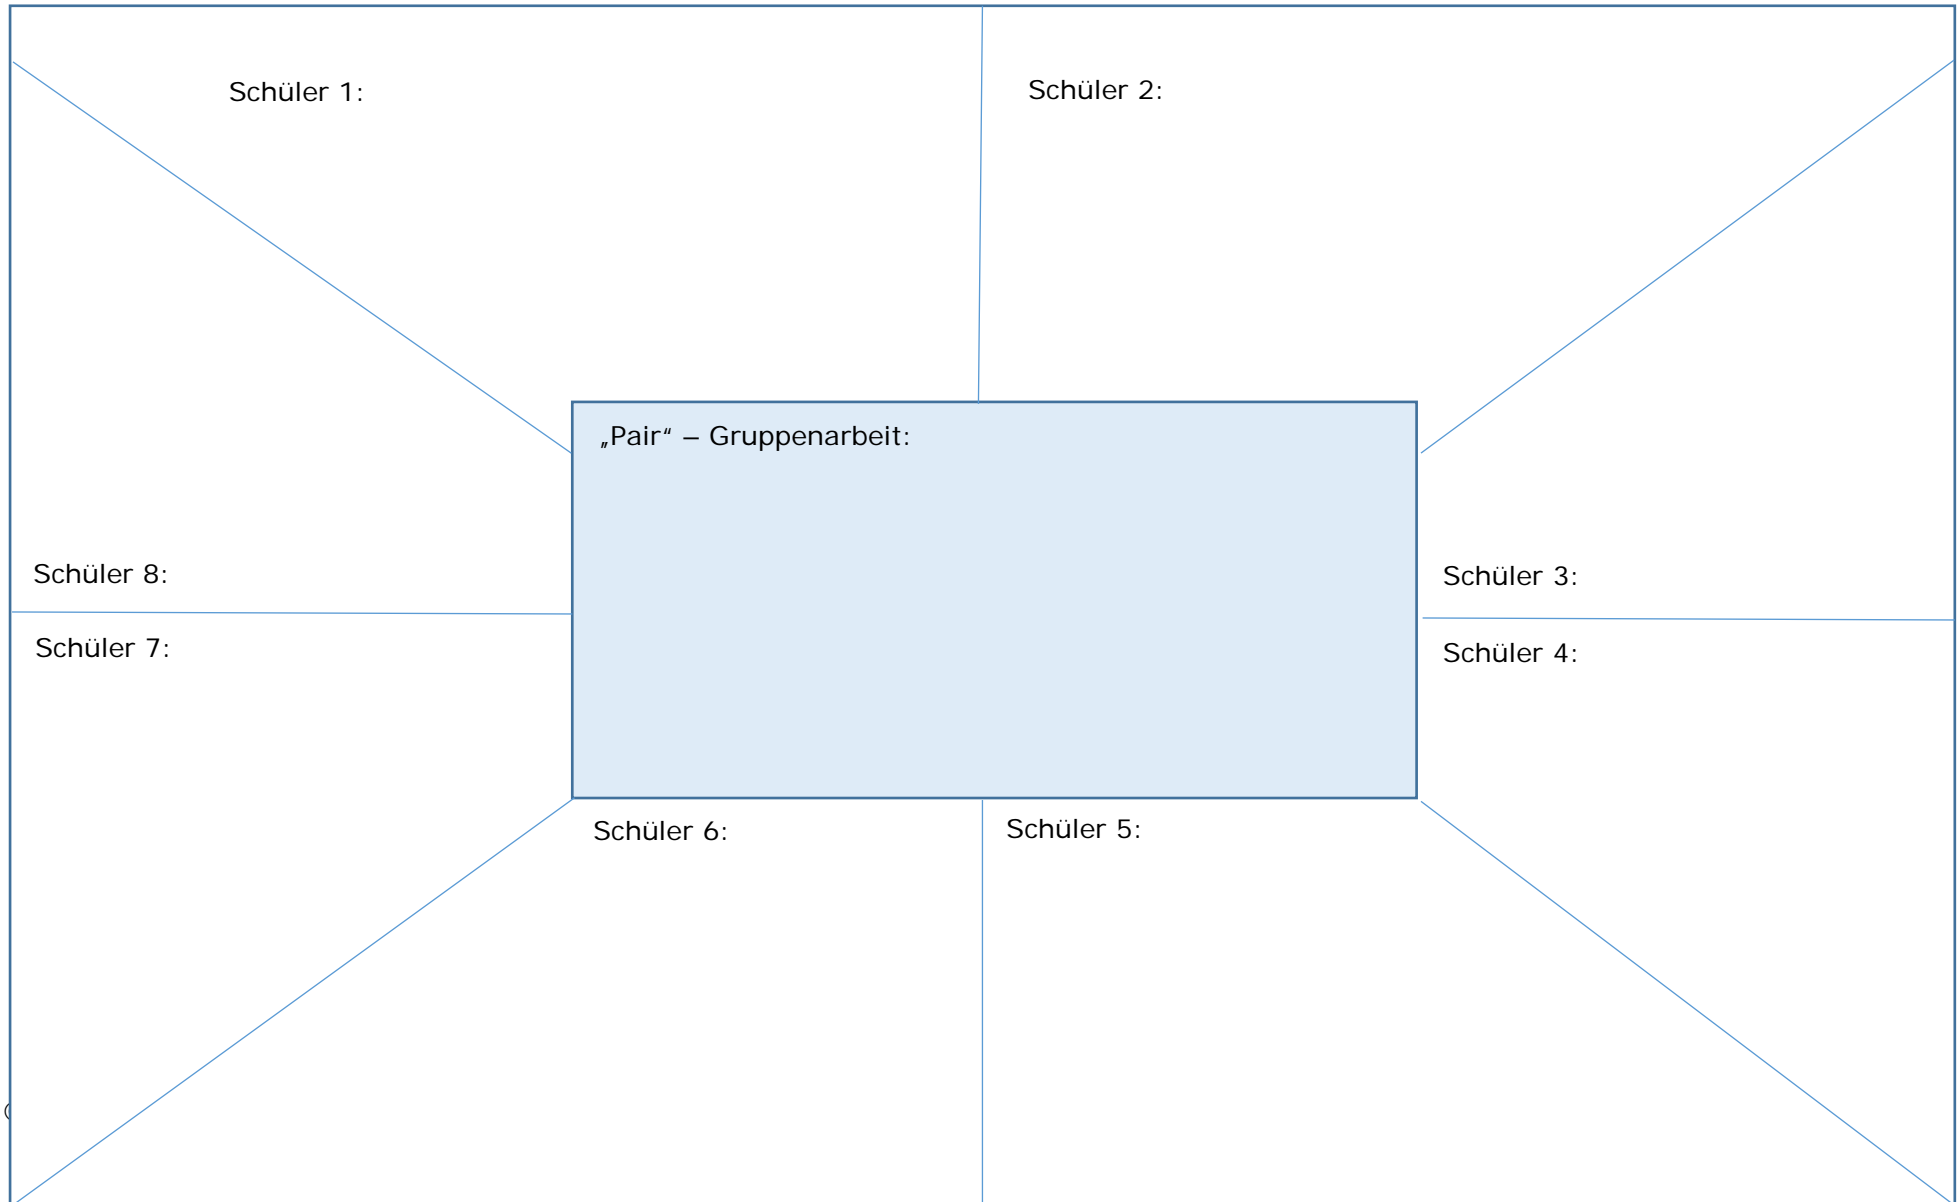 Schüler 1:
Schüler 2:
„Pair“ – Gruppenarbeit:
Schüler 8:
Schüler 3:
Schüler 7:
Schüler 4:
Schüler 6:
Schüler 5: